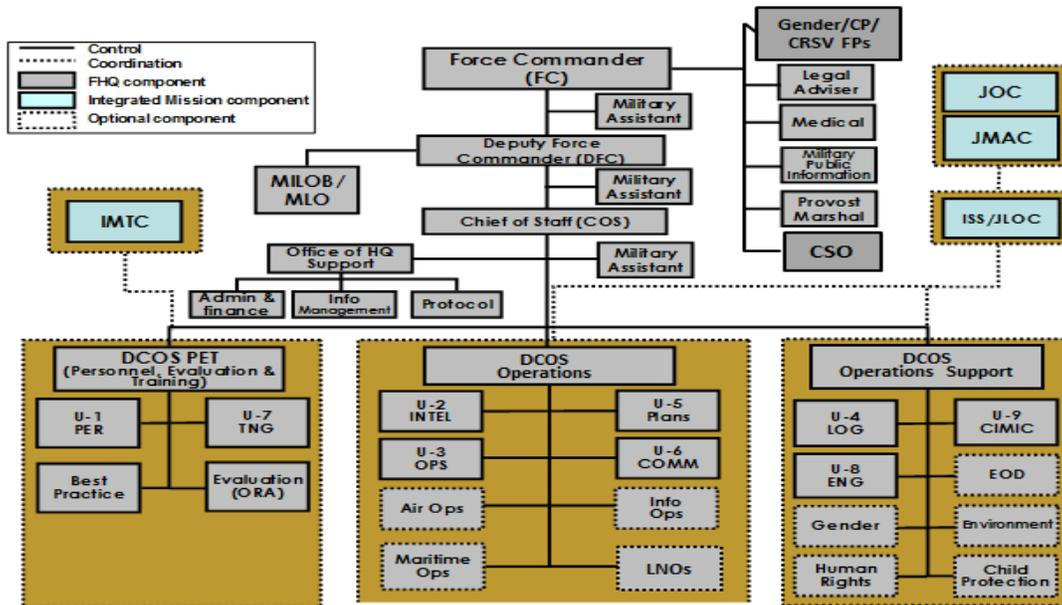 Control
Coordination
FHQ component
Integrated Mission component
Optional component
Force Commander
(FC)
Military
Assistant
Deputy Force
Commander (DFC)
MILOB/
MLO
Military
Assistant
Chief of Staff (COS)
Office of HQ
Support
Military
Assistant
Admin &
finance
Info
Management
Protocol
Gender/CP/
CRSV FPs
Legal
Adviser
Medical
Military
Public
Information
Provost
Marshal
CSO
JOC
JMAC
ISS/JLOC
IMTC
DCOS PET
(Personnel, Evaluation &
Training)
U-1
PER
U-7
TNG
Best
Practice
Evaluation
(ORA)
DCOS
Operations
U-2
INTEL
U-5
Plans
U-3
OPS
U-6
COMM
Air Ops
Info
Ops
Maritime
Ops
LNOs
DCOS
Operations Support
U-4
LOG
U-9
CIMIC
U-8
ENG
EOD
Gender
Environment
Human
Rights
Child
Protection